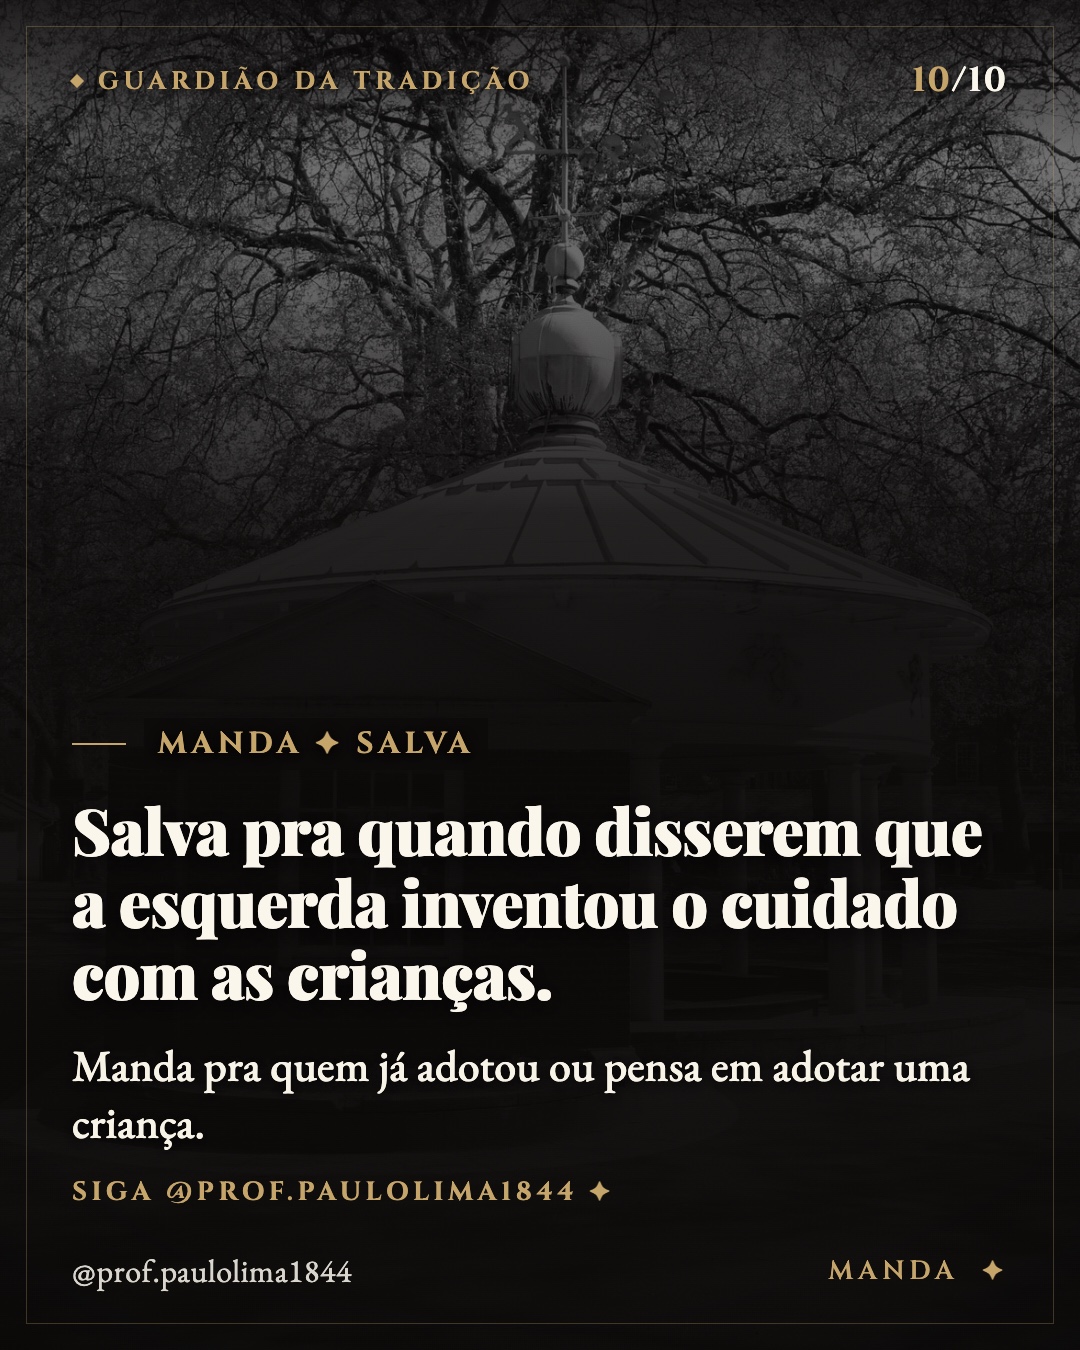 GUARDIÃO DA TRADIÇÃO
10/10
MANDA ✦ SALVA
Salva pra quando disserem que
a esquerda inventou o cuidado
com as crianças.
Manda pra quem já adotou ou pensa em adotar uma
criança.
SIGA @PROF.PAULOLIMA1844 ✦
@prof.paulolima1844
MANDA ✦